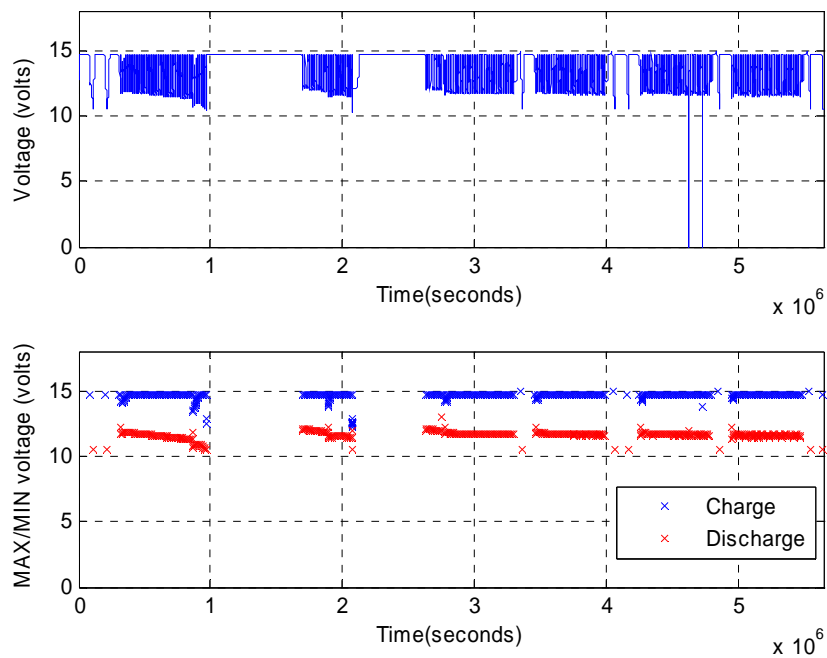 Voltage (volts)
15
10
5
0
0 1 2 3 4 5
Time(seconds)
x 10^6
MAX/MIN voltage (volts)
15
10
5
0
Charge
Discharge
0 1 2 3 4 5
Time(seconds)
x 10^6